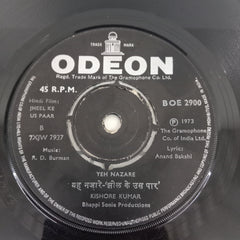 TRADE MARK
ODEON
Regd. Trade Mark of The Gramophone Co. Ltd.
45 R.P.M.
Hindi Film:
JHEEL KE
US PAAR
BOE 2900
B
7XJW 7927
℗ 1973
The Gramophone
Co. of India Ltd.
Music:
R. D. Burman
Lyrics:
Anand Bakshi
YEH NAZARE
यह नजारे-'झील के उस पार'
KISHORE KUMAR
Bhappi Sonie Productions